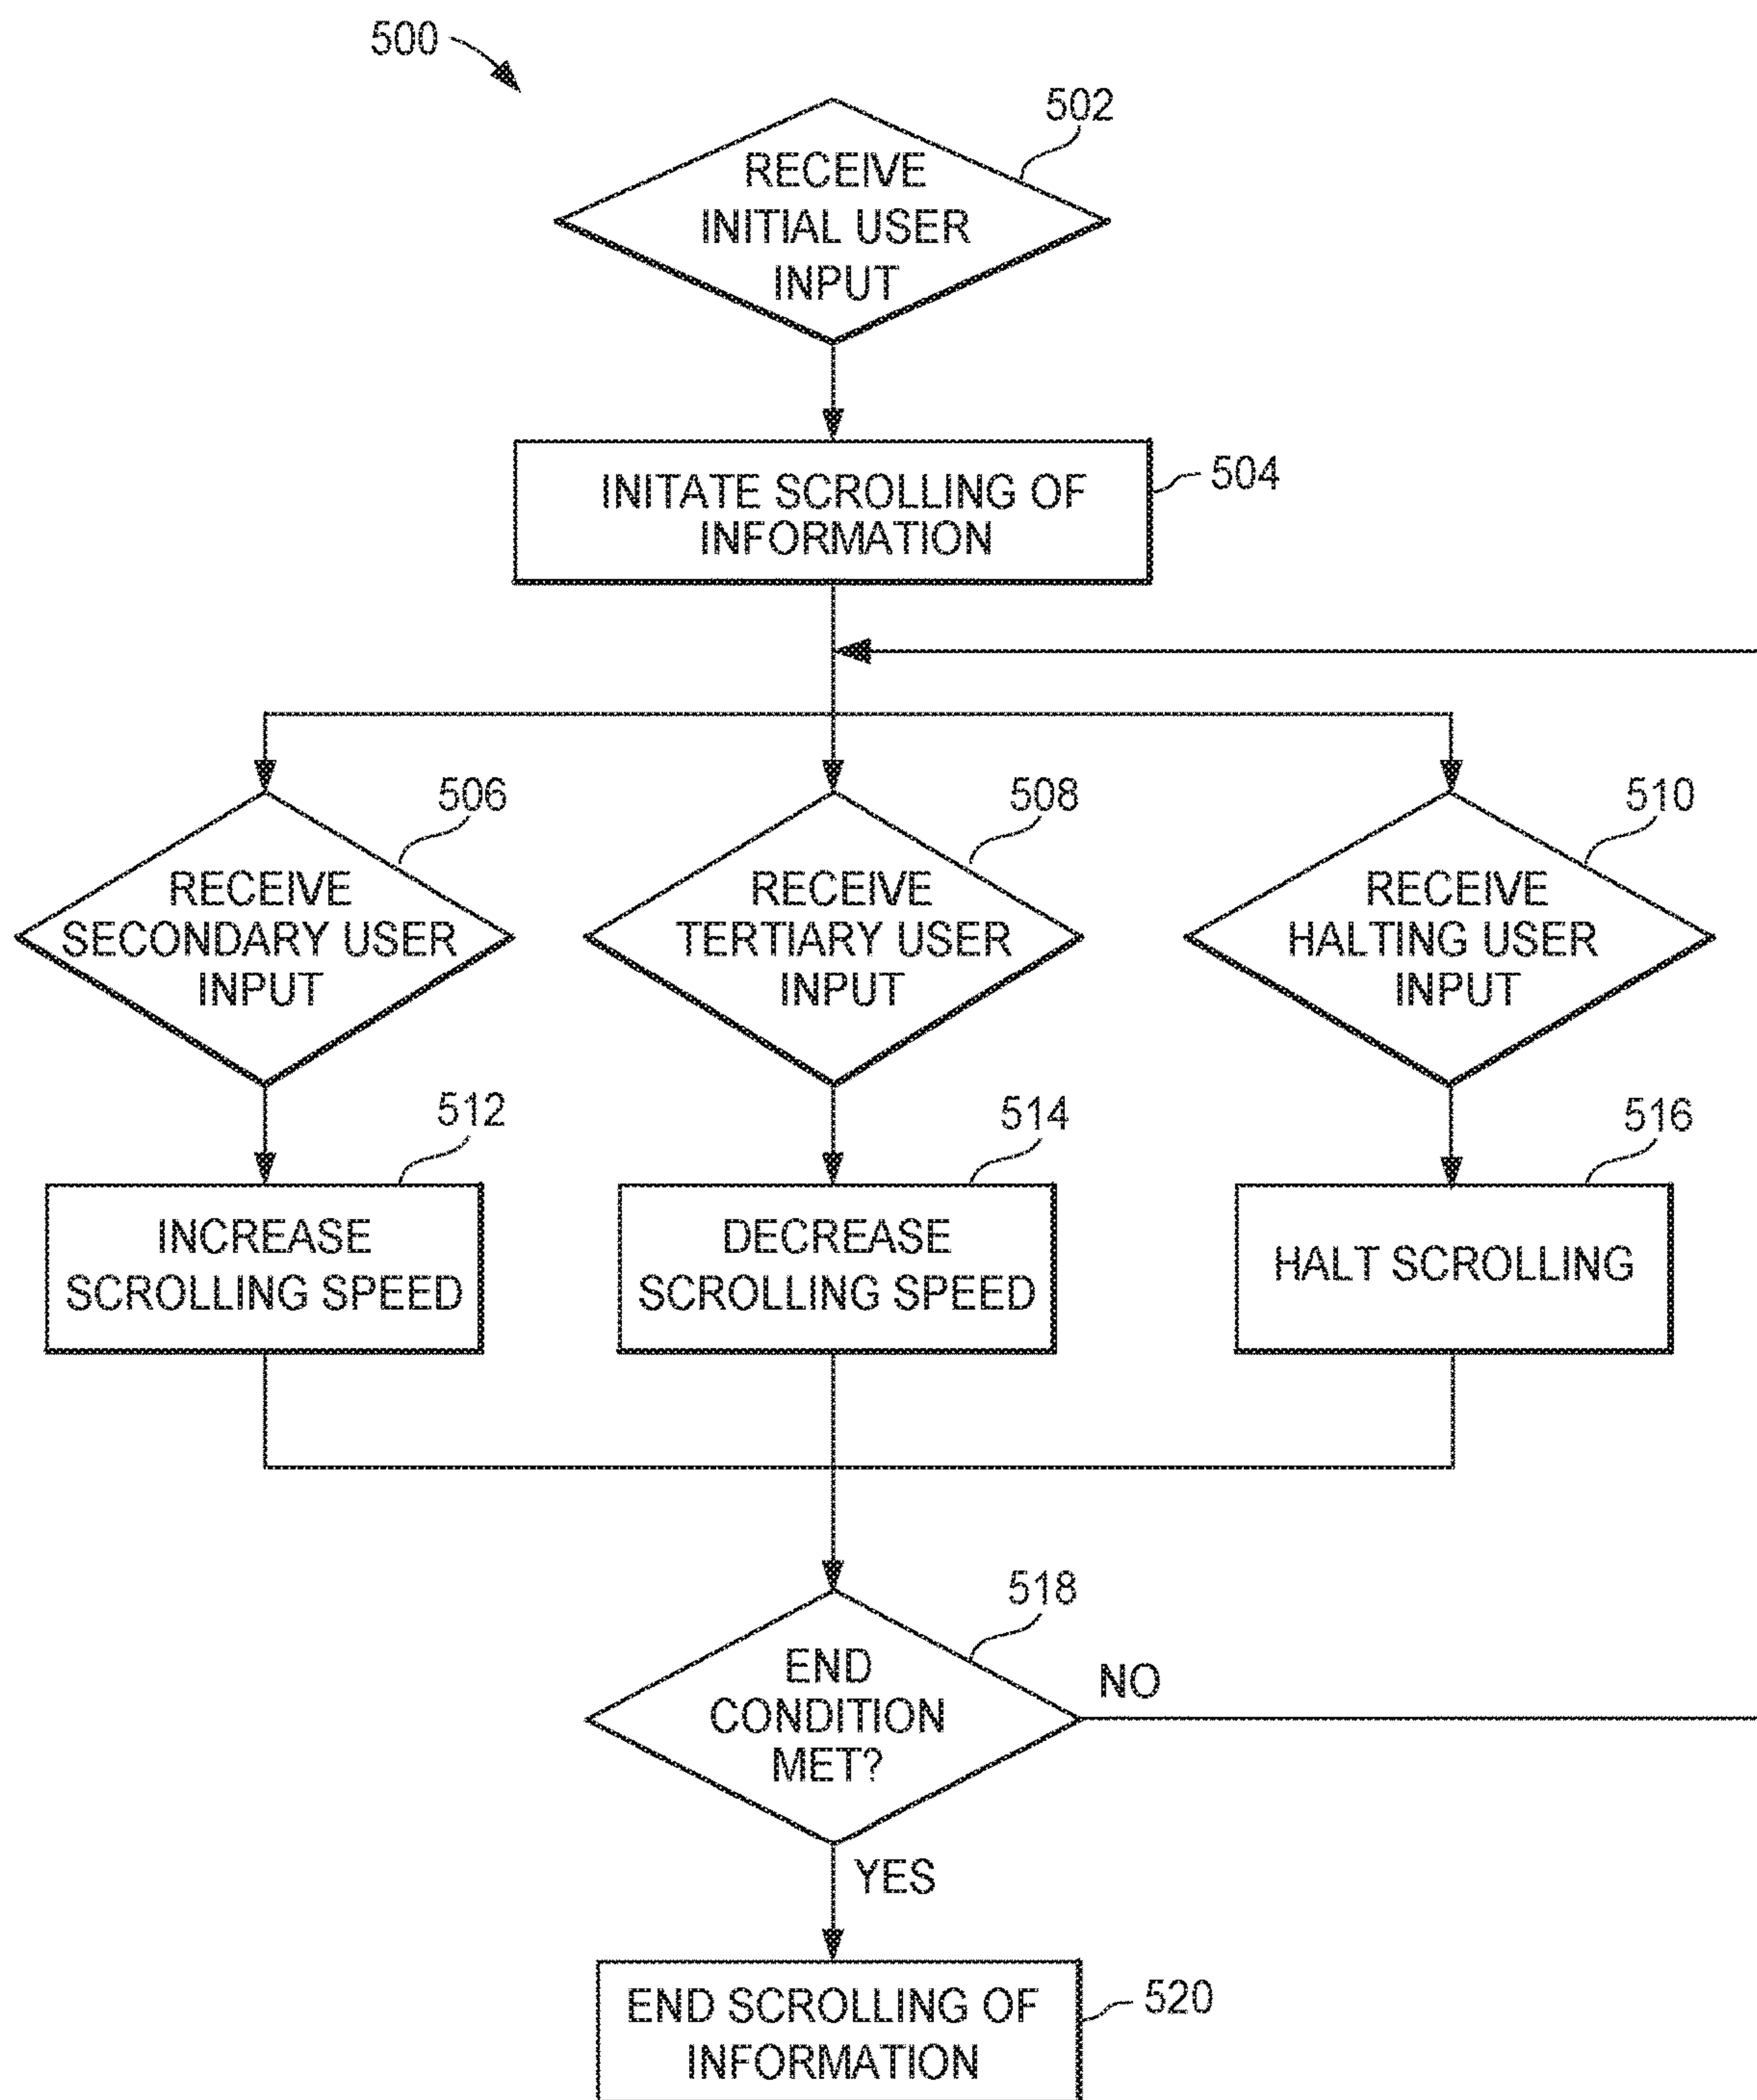 500
502
RECEIVE
INITIAL USER
INPUT
INITATE SCROLLING OF
INFORMATION
504
506
508
510
RECEIVE
SECONDARY USER
INPUT
RECEIVE
TERTIARY USER
INPUT
RECEIVE
HALTING USER
INPUT
512
514
516
INCREASE
SCROLLING SPEED
DECREASE
SCROLLING SPEED
HALT SCROLLING
518
END
CONDITION
MET?
NO
YES
END SCROLLING OF
INFORMATION
520